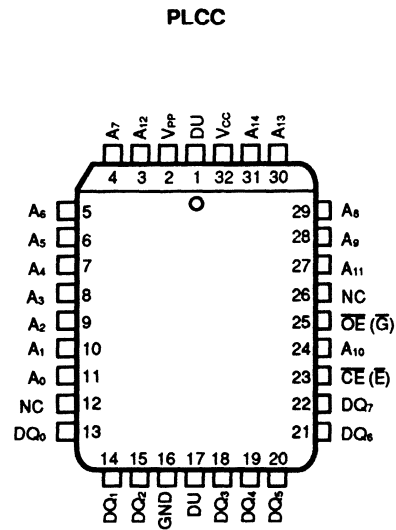 PLCC
A7 A12 VPP DU VCC A14 A13
4 3 2 1 32 31 30
A6 5 29 A8
A5 6 28 A9
A4 7 27 A11
A3 8 26 NC
A2 9 25 OE (G)
A1 10 24 A10
A0 11 23 CE (E)
NC 12 22 DQ7
DQ0 13 21 DQ6
14 15 16 17 18 19 20
DQ1 DQ2 GND DU DQ3 DQ4 DQ5